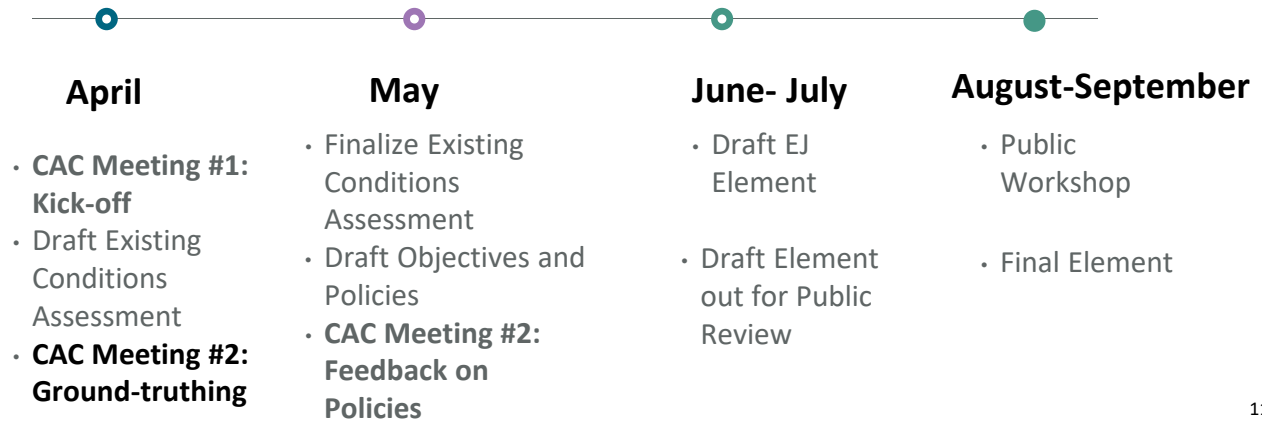 April
• CAC Meeting #1:
Kick-off
• Draft Existing
Conditions
Assessment
• CAC Meeting #2:
Ground-truthing
May
• Finalize Existing
Conditions
Assessment
• Draft Objectives and
Policies
• CAC Meeting #2:
Feedback on
Policies
June- July
• Draft EJ
Element
• Draft Element
out for Public
Review
August-September
• Public
Workshop
• Final Element